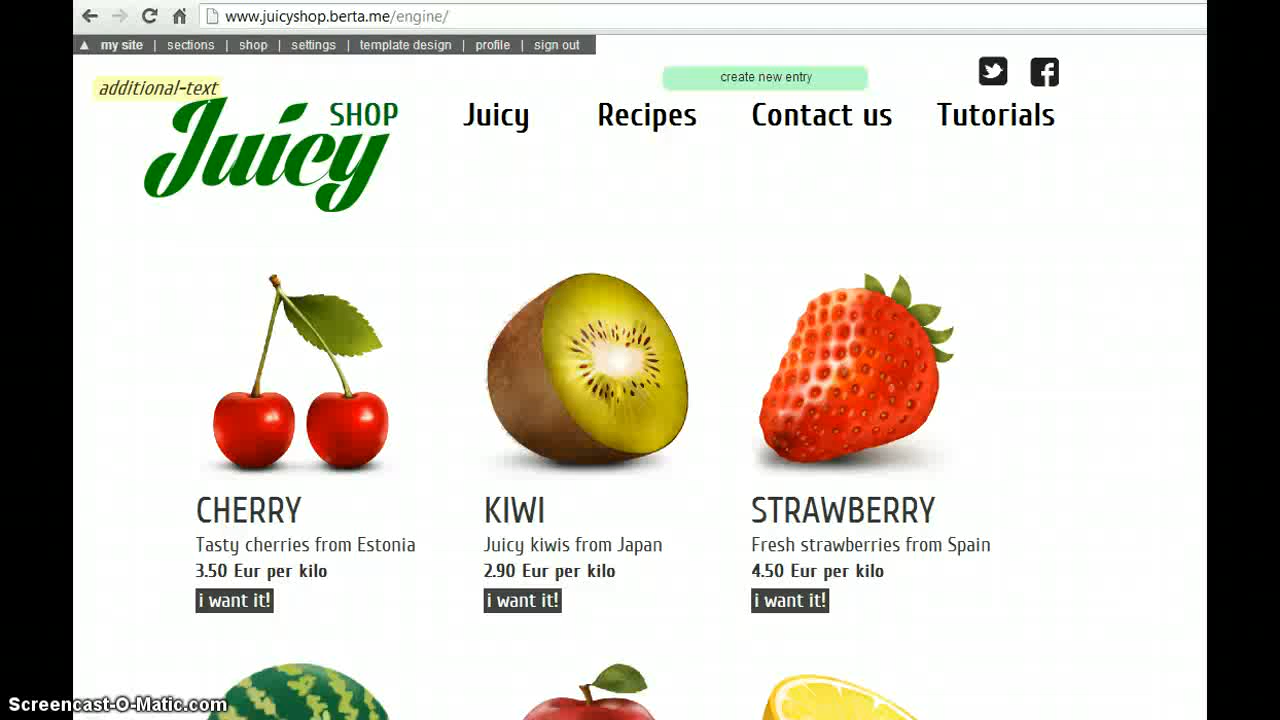 www.juicyshop.berta.me/engine/
▲ my site | sections | shop | settings | template design | profile | sign out
additional-text
create new entry
Juicy SHOP
Juicy Recipes Contact us Tutorials
CHERRY
Tasty cherries from Estonia
3.50 Eur per kilo
i want it!
KIWI
Juicy kiwis from Japan
2.90 Eur per kilo
i want it!
STRAWBERRY
Fresh strawberries from Spain
4.50 Eur per kilo
i want it!
Screencast-O-Matic.com